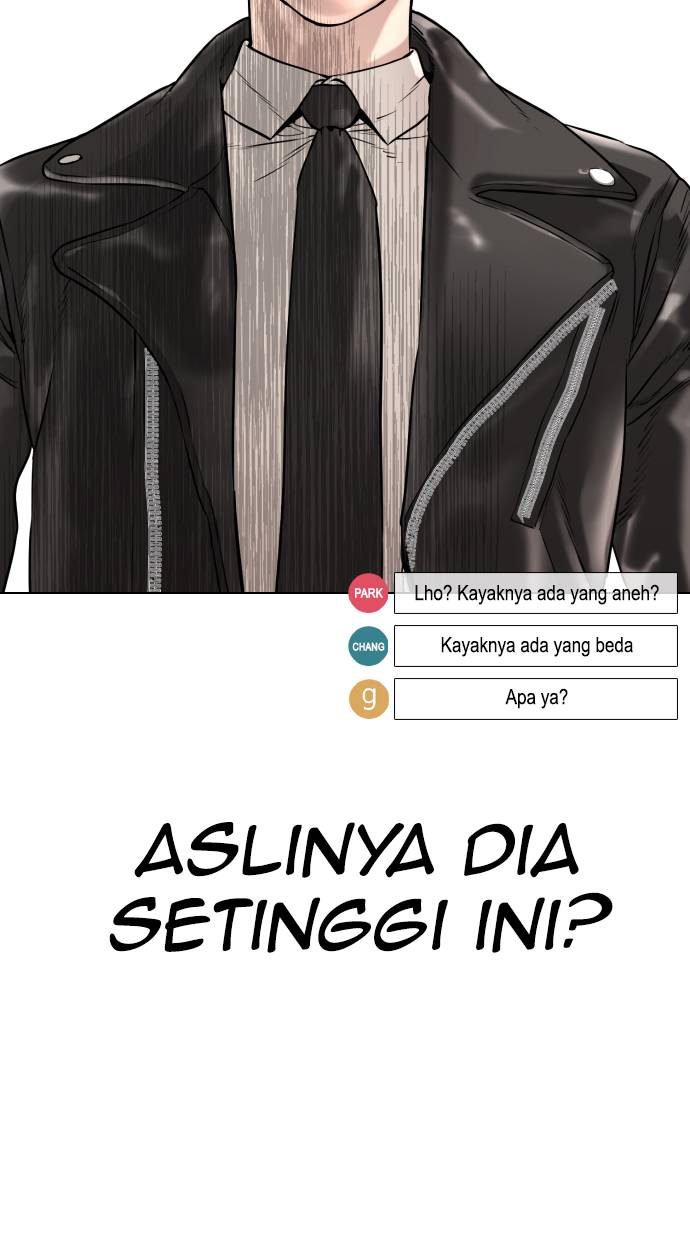 PARK Lho? Kayaknya ada yang aneh?
CHANG Kayaknya ada yang beda
g Apa ya?
ASLINYA DIA
SETINGGI INI?